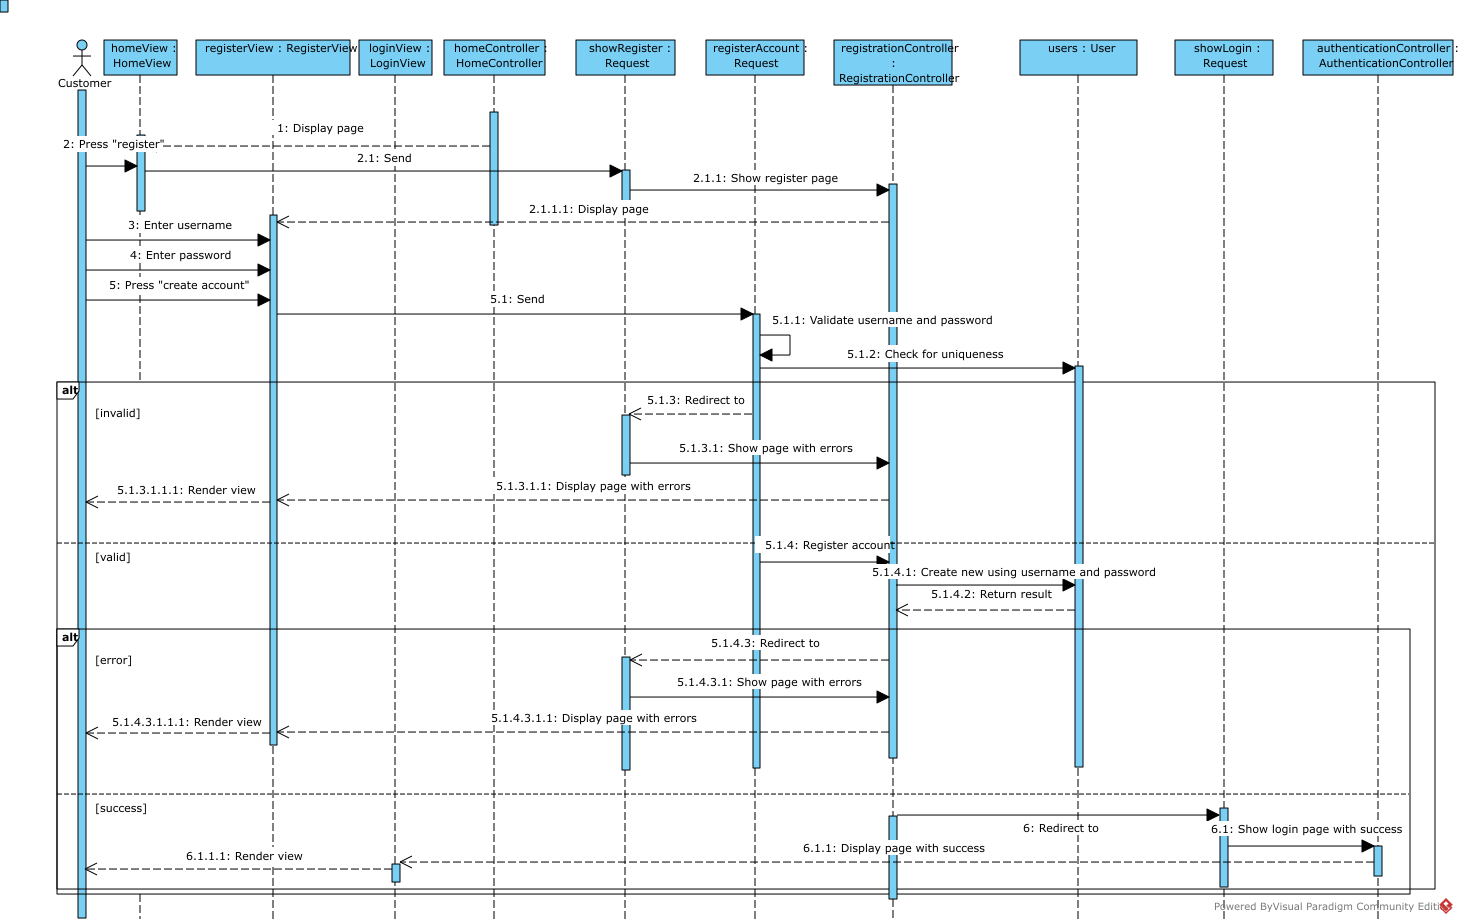 homeView :
HomeView
registerView : RegisterView
loginView :
LoginView
homeController :
HomeController
showRegister :
Request
registerAccount :
Request
registrationController
:
RegistrationController
users : User
showLogin :
Request
authenticationController :
AuthenticationController
Customer
1: Display page
2: Press "register"
2.1: Send
2.1.1: Show register page
2.1.1.1: Display page
3: Enter username
4: Enter password
5: Press "create account"
5.1: Send
5.1.1: Validate username and password
5.1.2: Check for uniqueness
alt
[invalid]
5.1.3: Redirect to
5.1.3.1: Show page with errors
5.1.3.1.1: Display page with errors
5.1.3.1.1.1: Render view
[valid]
5.1.4: Register account
5.1.4.1: Create new using username and password
5.1.4.2: Return result
alt
[error]
5.1.4.3: Redirect to
5.1.4.3.1: Show page with errors
5.1.4.3.1.1: Display page with errors
5.1.4.3.1.1.1: Render view
[success]
6: Redirect to
6.1: Show login page with success
6.1.1: Display page with success
6.1.1.1: Render view
Powered ByVisual Paradigm Community Edition